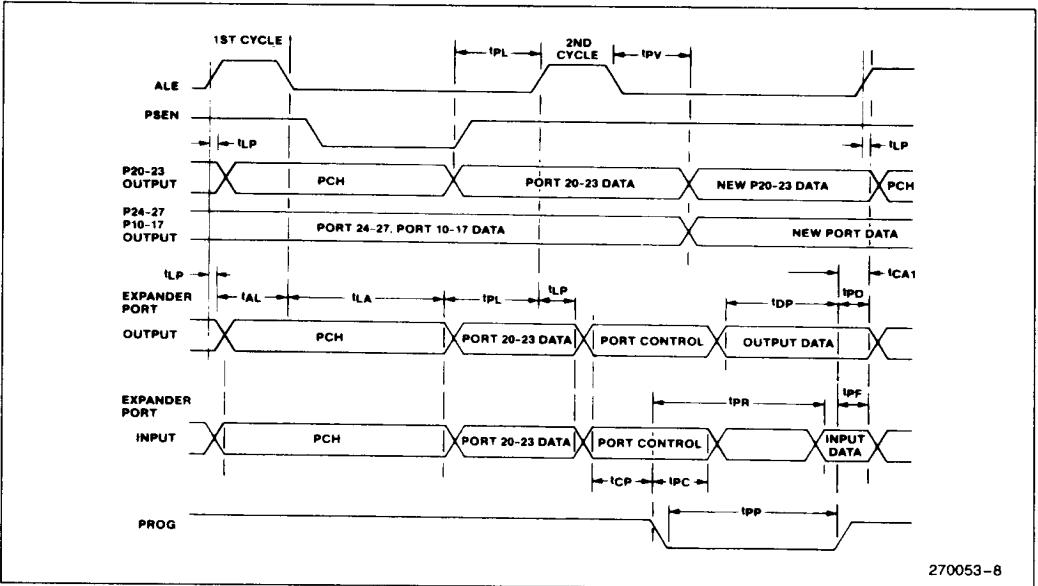 1ST CYCLE
2ND CYCLE
tPL
tPV
ALE
PSEN
tLP
tLP
P20-23 OUTPUT
PCH
PORT 20-23 DATA
NEW P20-23 DATA
PCH
P24-27
P10-17
OUTPUT
PORT 24-27, PORT 10-17 DATA
NEW PORT DATA
tLP
tCA1
tAL
tLA
tPL
tLP
tDP
tPD
EXPANDER PORT
OUTPUT
PCH
PORT 20-23 DATA
PORT CONTROL
OUTPUT DATA
tPR
tPF
EXPANDER PORT
INPUT
PCH
PORT 20-23 DATA
PORT CONTROL
INPUT DATA
tCP
tPC
PROG
tPP
270053-8